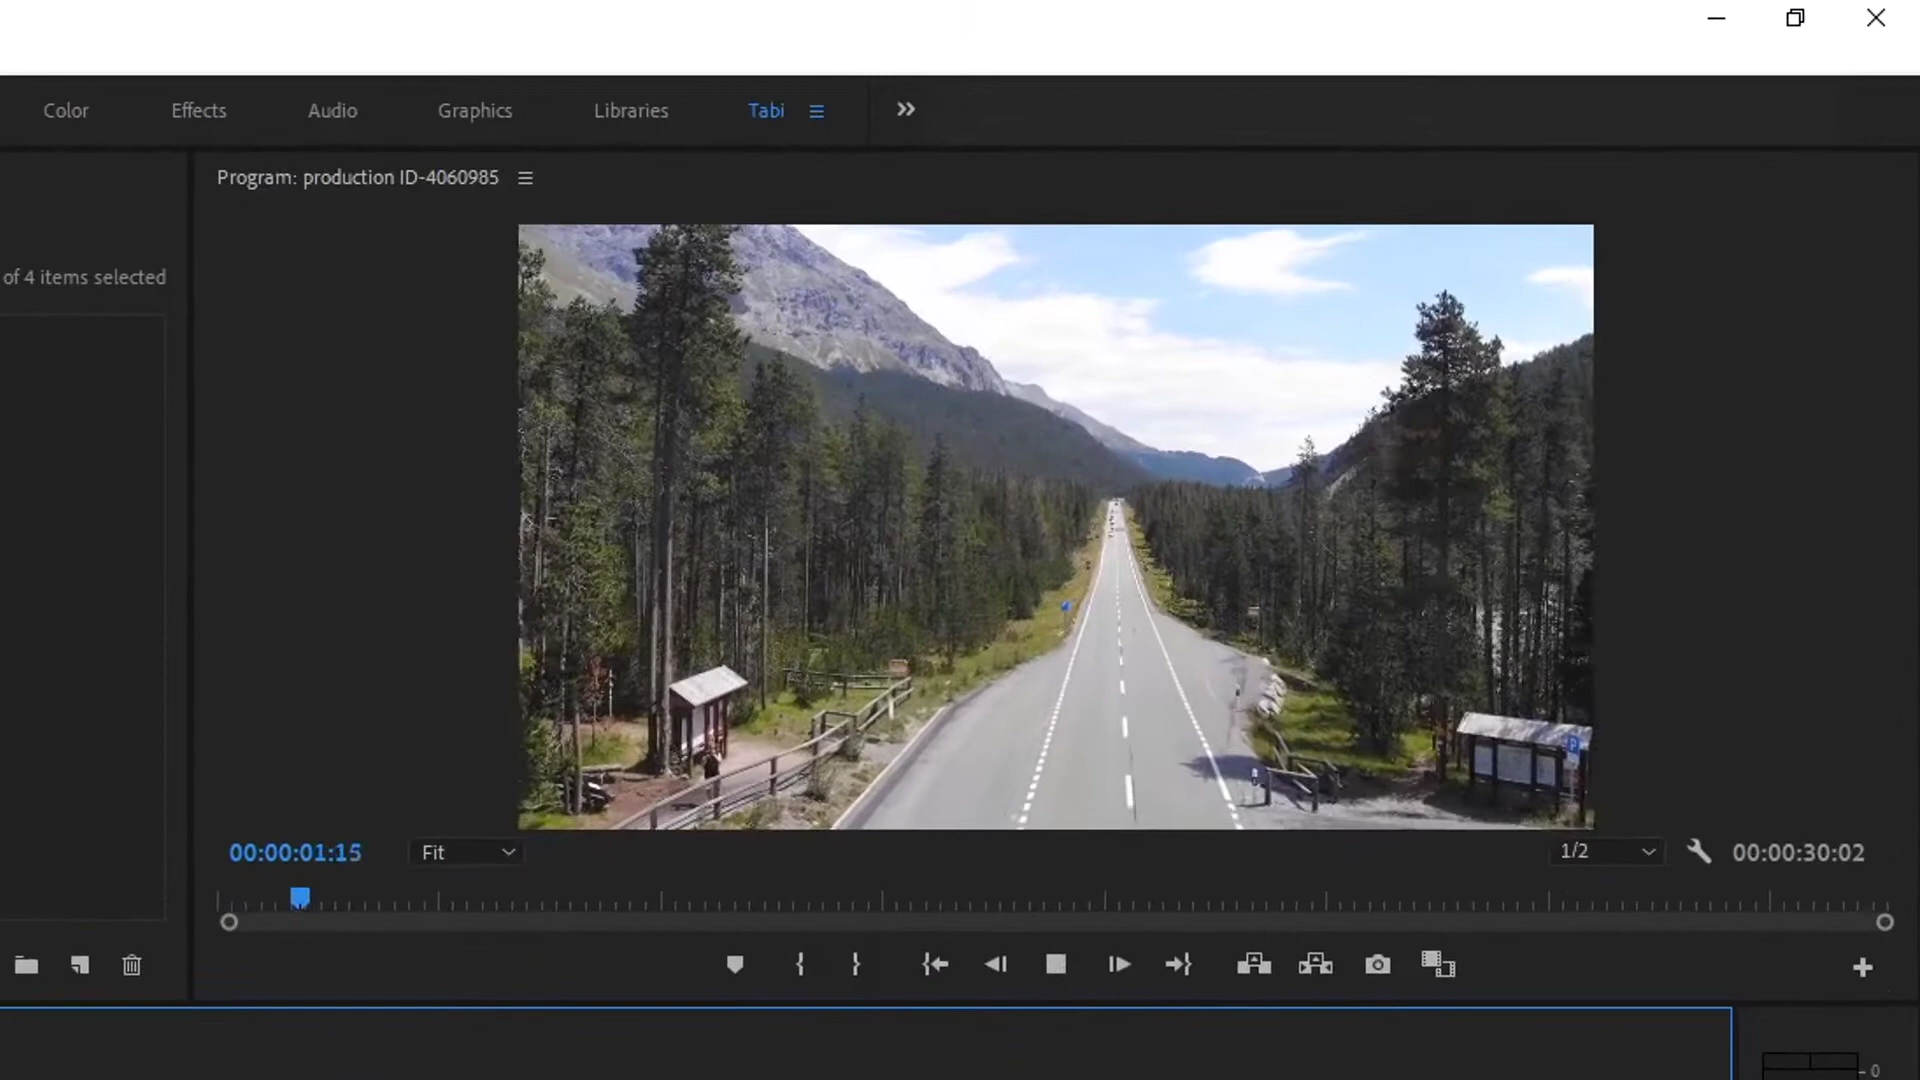 Color Effects Audio Graphics Libraries Tabi
Program: production ID-4060985
of 4 items selected
P
00:00:01:15 Fit 1/2 00:00:30:02
0